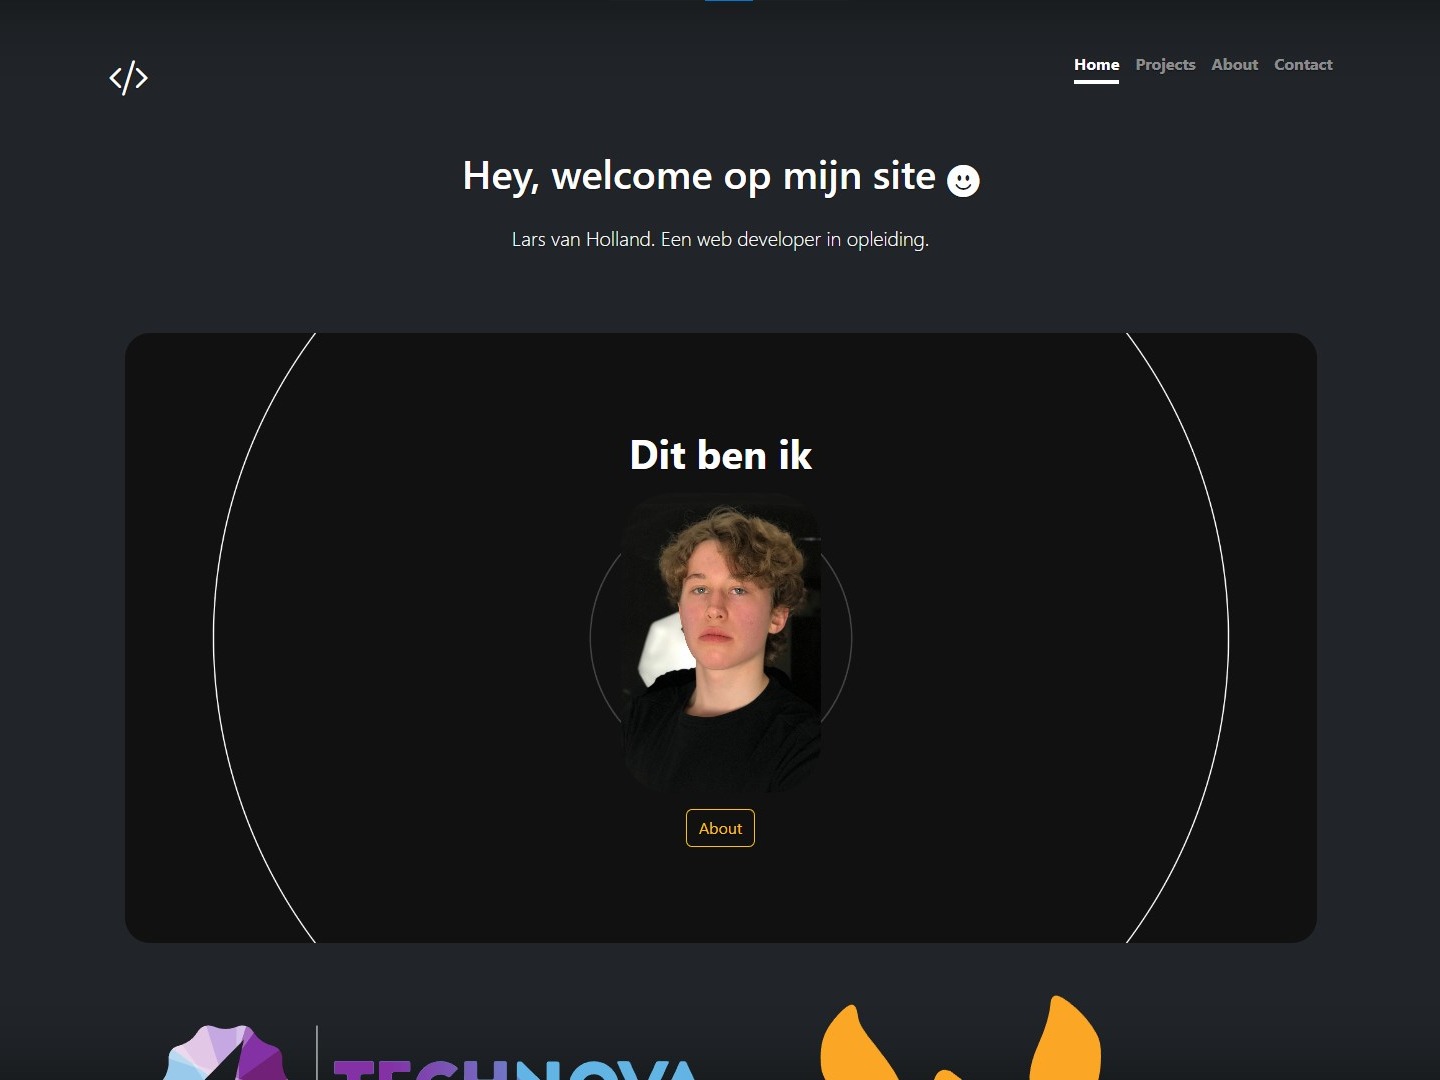 </>
Home Projects About Contact
Hey, welcome op mijn site
Lars van Holland. Een web developer in opleiding.
Dit ben ik
About
TECHNOVA